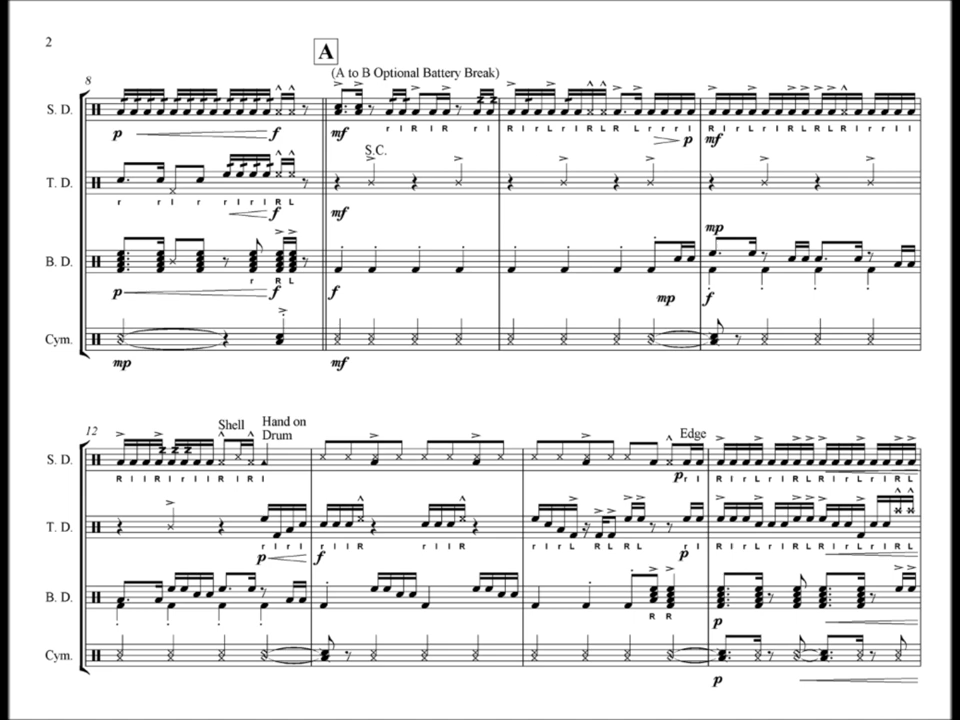 2
A
(A to B Optional Battery Break)
8
S. D.
p f mf p mf
r l R l R r l
S.C.
T. D.
r r l r r l r l R L
f mf
mp
B. D.
r R L
p f f mp f
Cym.
mp mf
12
Shell
Hand on
Drum
Edge
S. D.
p r l
T. D.
r l r l r l l R r l l R r l r L R L R L r l
p f p
B. D.
R R
p
Cym.
p